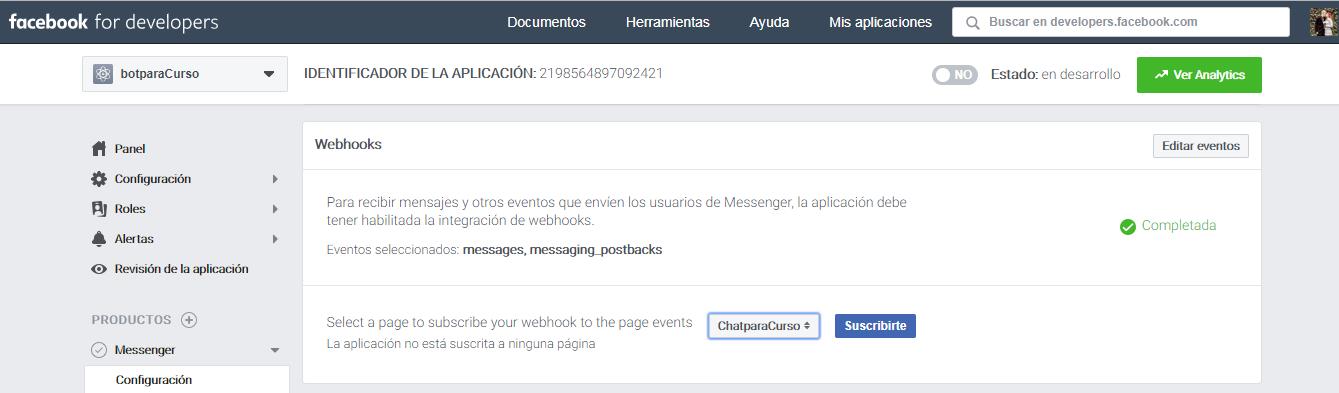 facebook for developers Documentos Herramientas Ayuda Mis aplicaciones Buscar en developers.facebook.com
botparaCurso IDENTIFICADOR DE LA APLICACIÓN: 2198564897092421 NO Estado: en desarrollo Ver Analytics
Panel
Configuración
Roles
Alertas
Revisión de la aplicación
PRODUCTOS
Messenger
Configuración
Webhooks Editar eventos
Para recibir mensajes y otros eventos que envíen los usuarios de Messenger, la aplicación debe
tener habilitada la integración de webhooks.
Completada
Eventos seleccionados: messages, messaging_postbacks
Select a page to subscribe your webhook to the page events ChatparaCurso Suscribirte
La aplicación no está suscrita a ninguna página